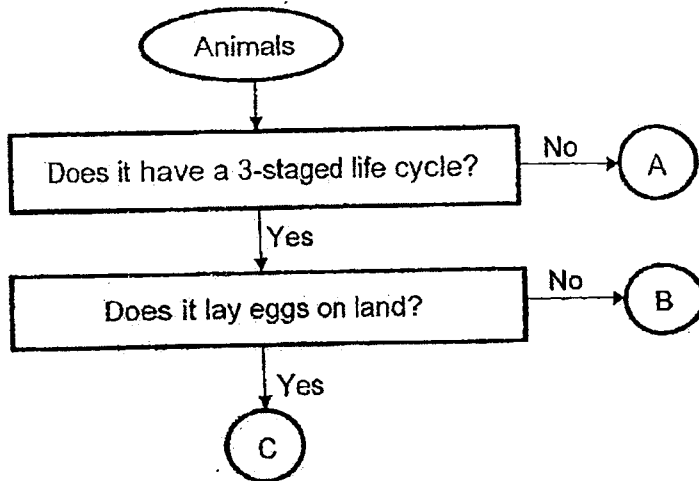 Animals
Does it have a 3-staged life cycle?
No
A
Yes
Does it lay eggs on land?
No
B
Yes
C